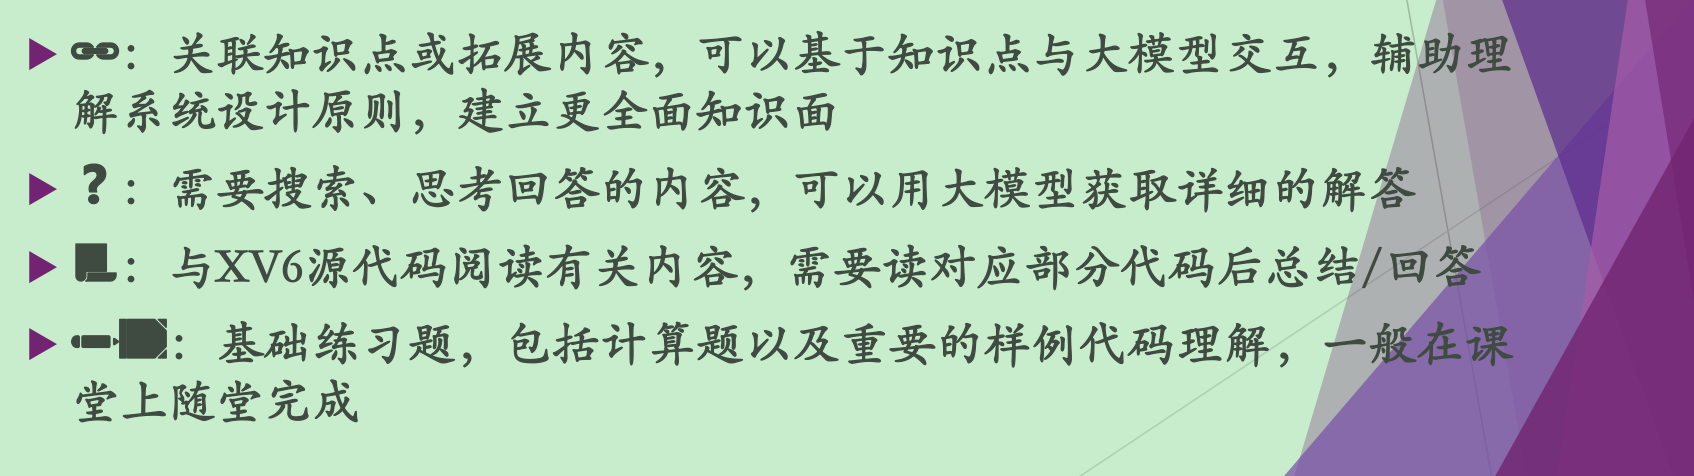 ：关联知识点或拓展内容，可以基于知识点与大模型交互，辅助理
解系统设计原则，建立更全面知识面
？：需要搜索、思考回答的内容，可以用大模型获取详细的解答
：与XV6源代码阅读有关内容，需要读对应部分代码后总结/回答
：基础练习题，包括计算题以及重要的样例代码理解，一般在课
堂上随堂完成